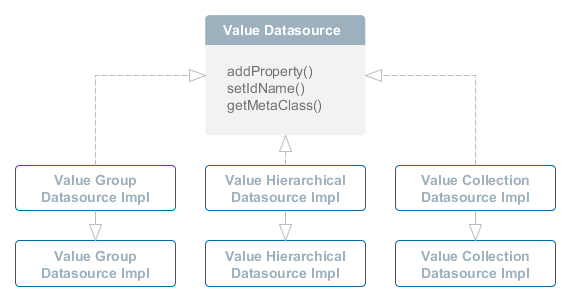 Value Datasource
addProperty()
setIdName()
getMetaClass()
Value Group
Datasource Impl
Value Hierarchical
Datasource Impl
Value Collection
Datasource Impl
Value Group
Datasource Impl
Value Hierarchical
Datasource Impl
Value Collection
Datasource Impl